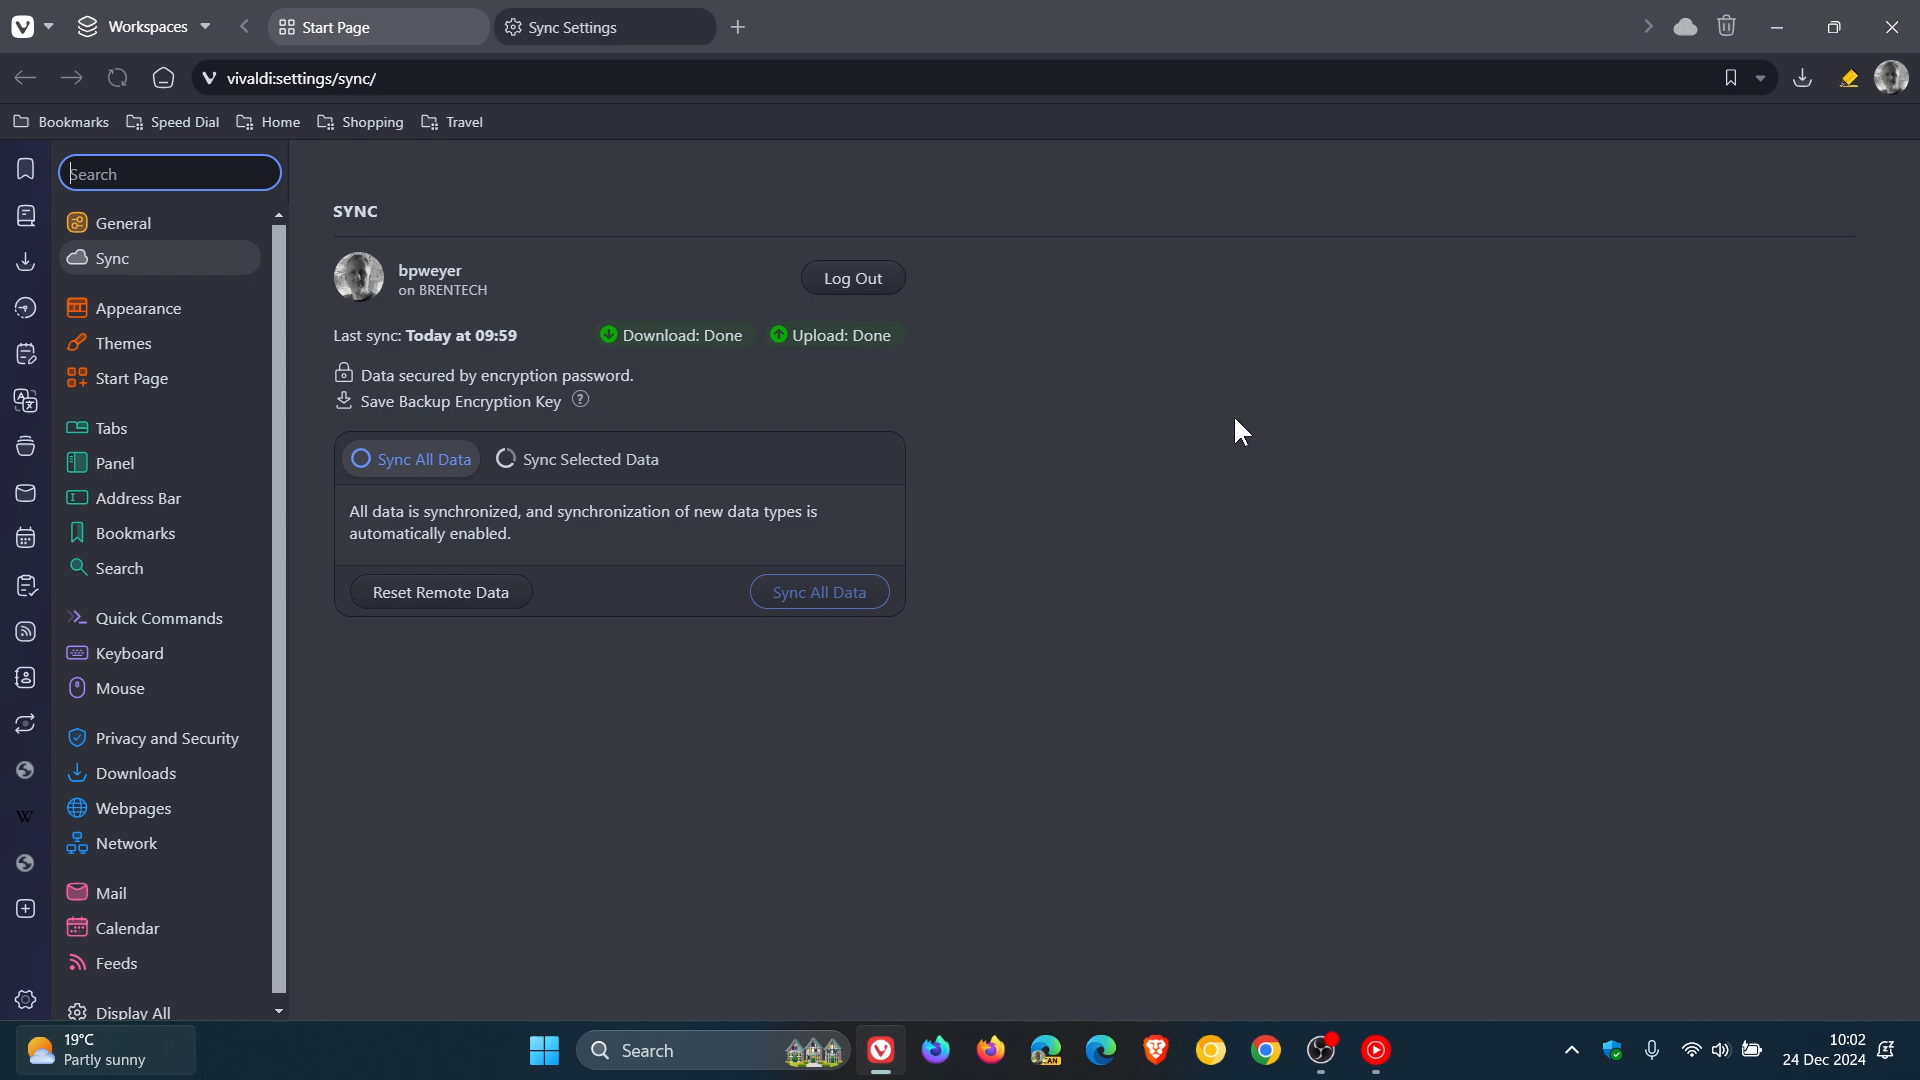 Workspaces
Start Page
Sync Settings
vivaldi:settings/sync/
Bookmarks
Speed Dial
Home
Shopping
Travel
Search
General
Sync
Appearance
Themes
Start Page
Tabs
Panel
Address Bar
Bookmarks
Search
Quick Commands
Keyboard
Mouse
Privacy and Security
Downloads
Webpages
Network
Mail
Calendar
Feeds
Display All
SYNC
bpweyer
on BRENTECH
Log Out
Last sync: Today at 09:59
Download: Done
Upload: Done
Data secured by encryption password.
Save Backup Encryption Key
Sync All Data
Sync Selected Data
All data is synchronized, and synchronization of new data types is
automatically enabled.
Reset Remote Data
Sync All Data
W
19°C
Partly sunny
Search
CAN
10:02
24 Dec 2024